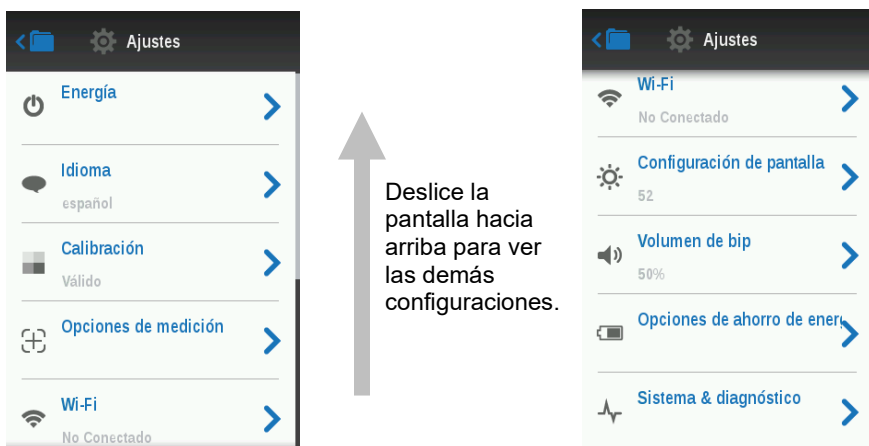 Ajustes
Energía
Idioma
español
Calibración
Válido
Opciones de medición
Wi-Fi
No Conectado
Deslice la
pantalla hacia
arriba para ver
las demás
configuraciones.
Ajustes
Wi-Fi
No Conectado
Configuración de pantalla
52
Volumen de bip
50%
Opciones de ahorro de ener
Sistema & diagnóstico